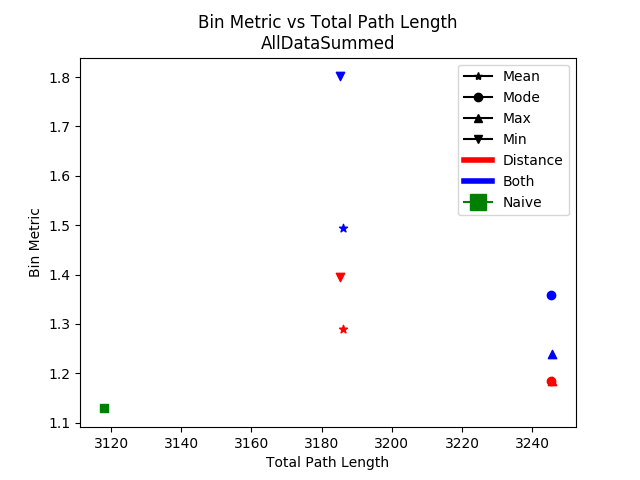 Bin Metric vs Total Path Length
AllDataSummed
Mean
Mode
Max
Min
Distance
Both
Naive
Bin Metric
1.8
1.7
1.6
1.5
1.4
1.3
1.2
1.1
3120 3140 3160 3180 3200 3220 3240
Total Path Length